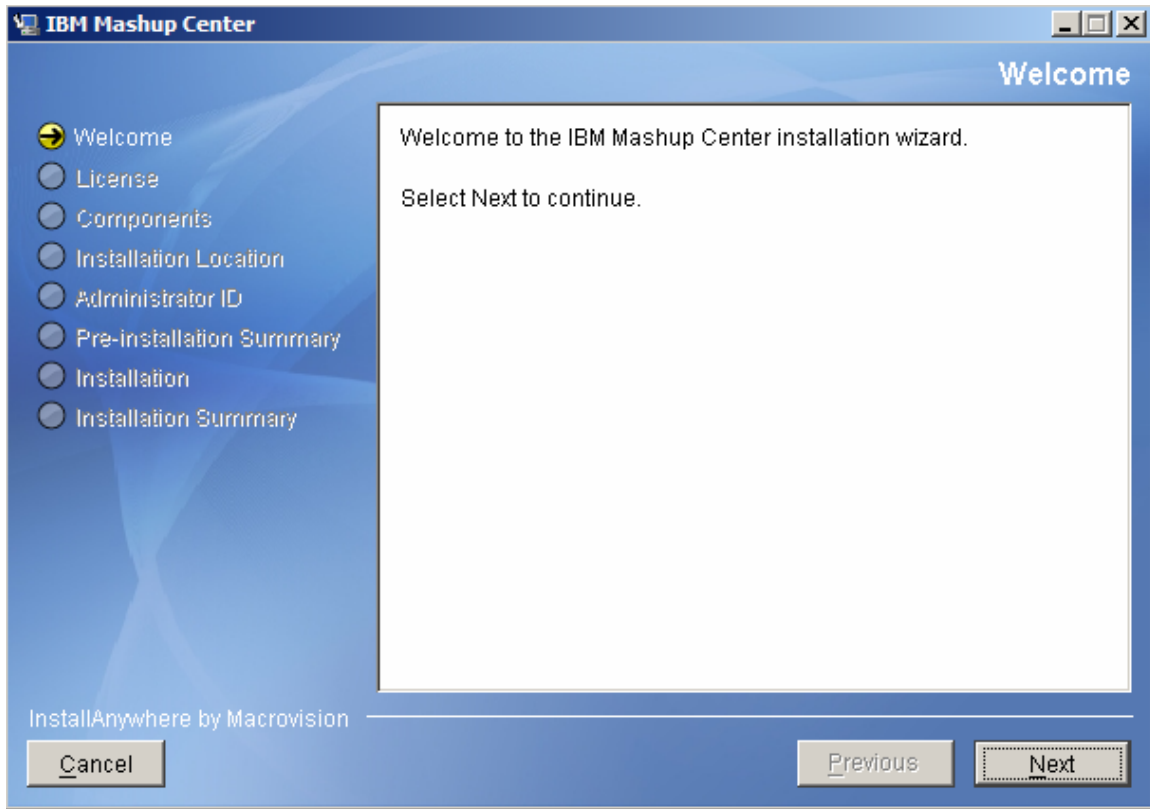 IBM Mashup Center
Welcome
Welcome
License
Components
Installation Location
Administrator ID
Pre-installation Summary
Installation
Installation Summary
Welcome to the IBM Mashup Center installation wizard.
Select Next to continue.
InstallAnywhere by Macrovision
Cancel
Previous
Next